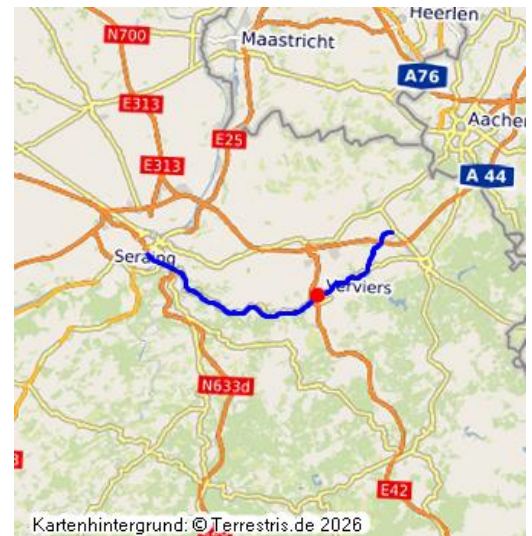 Heerlen
N700
Maastricht
A76
E313
Aachen
E25
E313
A 44
Seraing
Verviers
N633d
E42
Kartenhintergrund: © Terrestris.de 2026